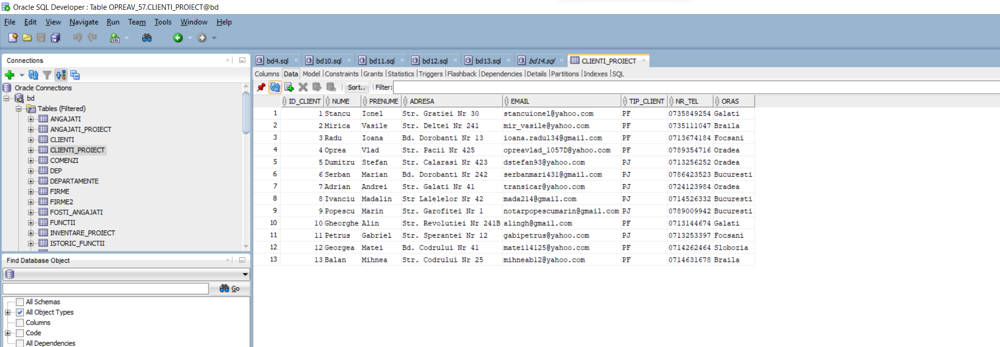 Oracle SQL Developer : Table OPREAV_57.CLIENTI_PROIECT@bd
File Edit View Navigate Run Team Tools Window Help
Connections
Oracle Connections
bd
Tables (Filtered)
ANGAJATI
ANGAJATI_PROIECT
CLIENTI
CLIENTI_PROIECT
COMENZI
DEP
DEPARTAMENTE
FIRME
FIRME2
FOSTI_ANGAJATI
FUNCTII
INVENTARE_PROIECT
ISTORIC_FUNCTII
Find Database Object
Go
All Schemas
All Object Types
Columns
Code
All Dependencies
bd4.sql bd10.sql bd11.sql bd12.sql bd13.sql bd14.sql CLIENTI_PROIECT
Columns Data Model Constraints Grants Statistics Triggers Flashback Dependencies Details Partitions Indexes SQL
Sort.. Filter:
ID_CLIENT NUME PRENUME ADRESA EMAIL TIP_CLIENT NR_TEL ORAS
1 1 Stancu Ionel Str. Gratiei Nr 30 stancuionel@yahoo.com PF 0735849254 Galati
2 2 Mirica Vasile Str. Deltei Nr 241 mir_vasile@yahoo.com PF 0735111047 Braila
3 3 Radu Ioana Bd. Dorobanti Nr 13 ioana.radu134@gmail.com PF 0713674184 Focsani
4 4 Oprea Vlad Str. Pacii Nr 425 opreavlad_1057D@yahoo.com PF 0789354716 Oradea
5 5 Dumitru Stefan Str. Calarasi Nr 423 dstefan93@yahoo.com PJ 0713256252 Oradea
6 6 Serban Marian Bd. Dorobanti Nr 242 serbanmari431@gmail.com PJ 0786423523 Bucuresti
7 7 Adrian Andrei Str. Galati Nr 41 transicar@yahoo.com PJ 0724123984 Oradea
8 8 Ivanciu Madalin Str Lalelelor Nr 42 mada214@gmail.com PJ 0714526332 Bucuresti
9 9 Popescu Marin Str. Garofitei Nr 1 notarpopescumarin@gmail.com PJ 0789009942 Bucuresti
10 10 Gheorghe Alin Str. Revolutiei Nr 241B alingh@gmail.com PF 0713144674 Galati
11 11 Petrus Gabriel Str. Sperantei Nr 12 gabipetrus@yahoo.com PJ 0713253397 Focsani
12 12 Georgea Matei Bd. Codrului Nr 41 matei14125@yahoo.com PF 0714262464 Slobozia
13 13 Balan Mihnea Str. Codrului Nr 25 mihneab12@yahoo.com PF 0714631678 Braila